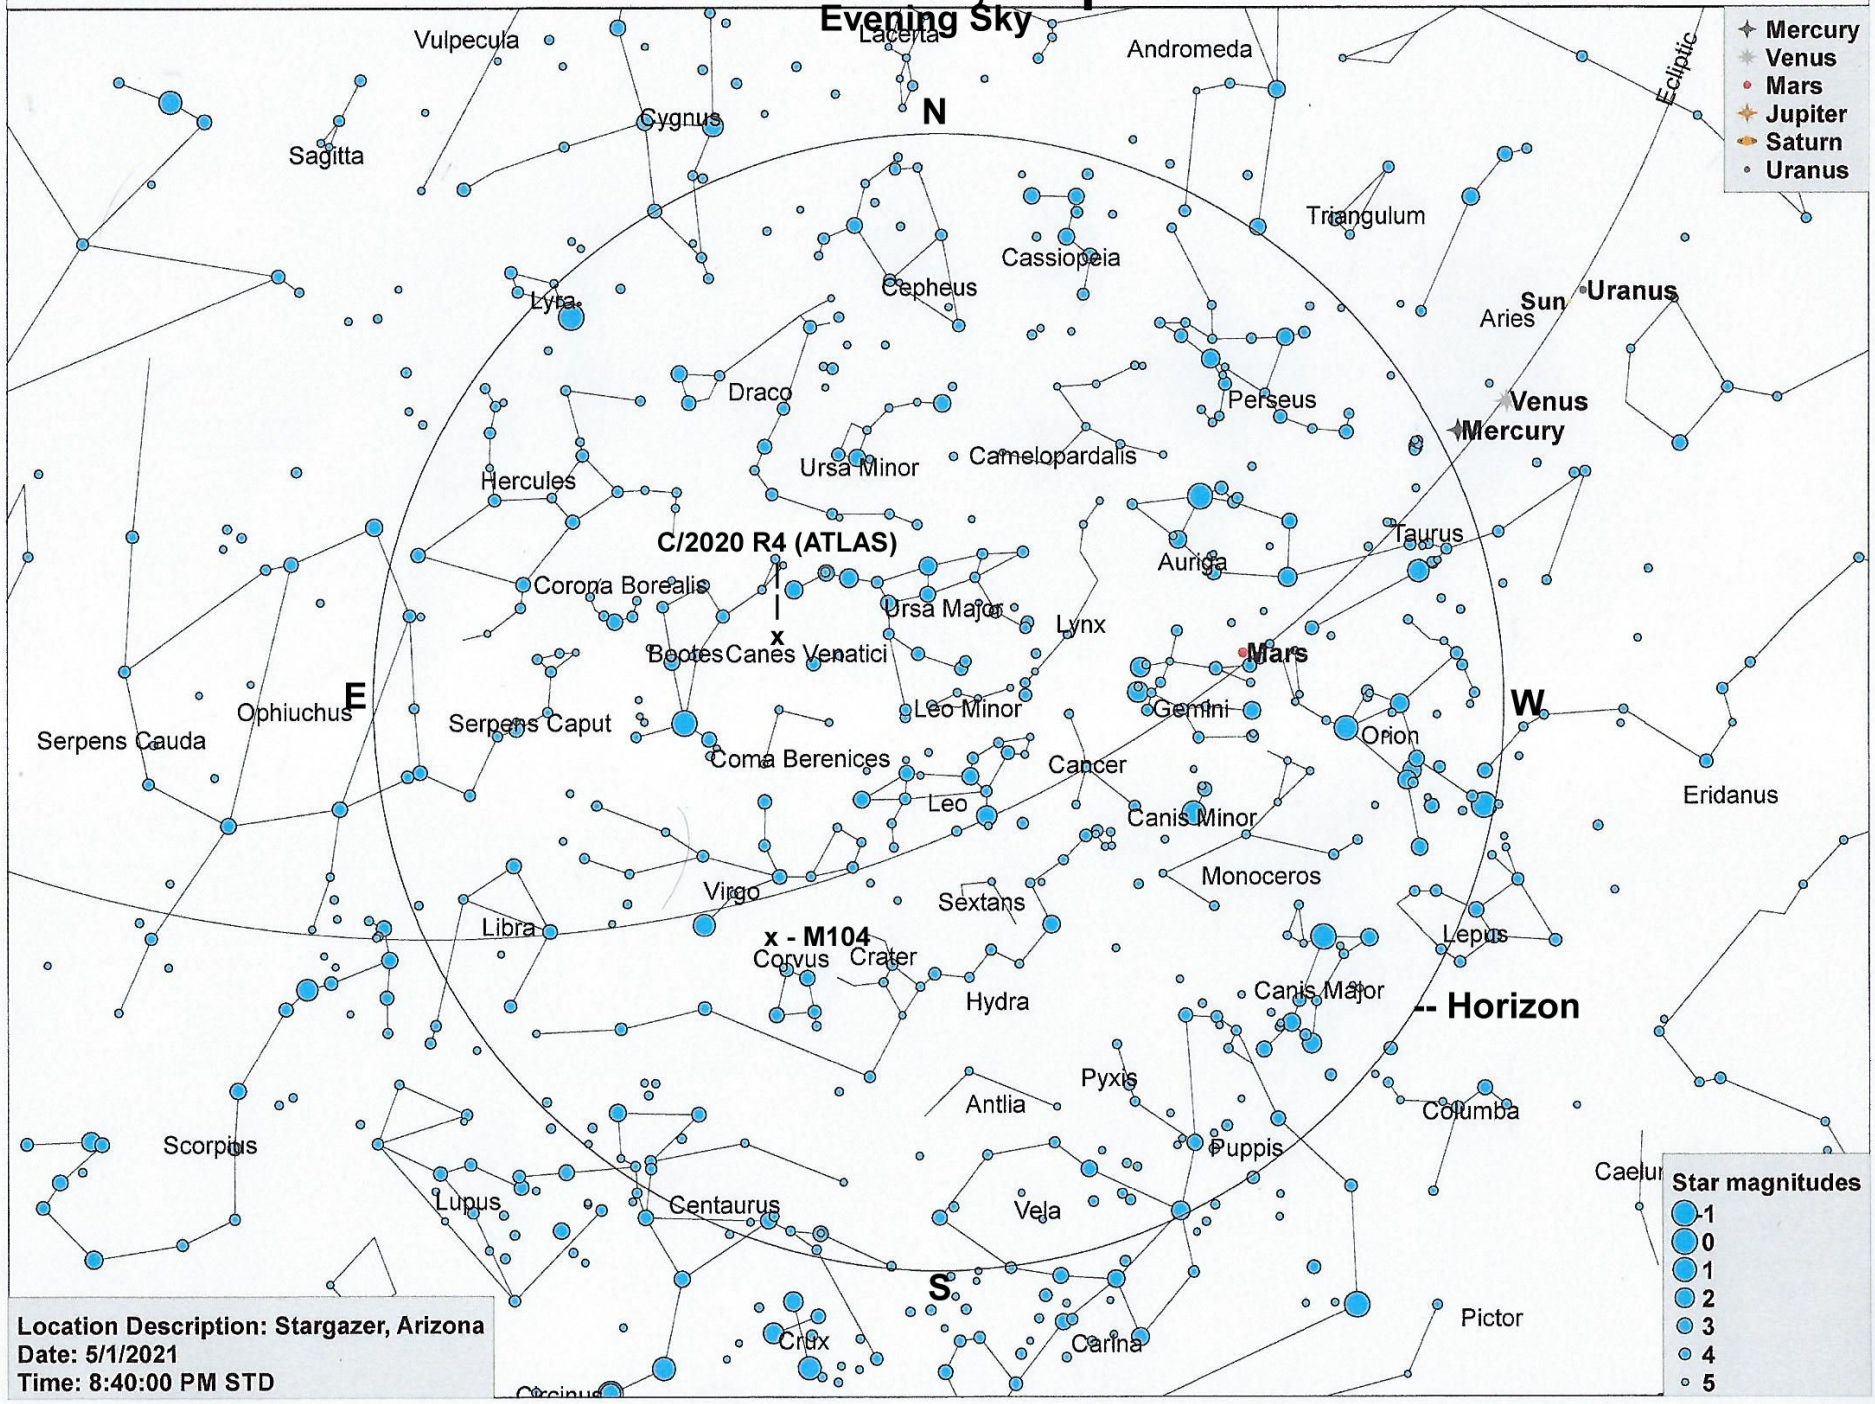 Evening Sky
Vulpecula
Lacerta
Andromeda
Ecliptic
Mercury
Venus
Mars
Jupiter
Saturn
Uranus
Cygnus
N
Sagitta
Triangulum
Cassiopeia
Lyra
Cepheus
Sun
Uranus
Aries
Draco
Perseus
Venus
Mercury
Ursa Minor
Camelopardalis
Hercules
Taurus
C/2020 R4 (ATLAS)
Auriga
Corona Borealis
Ursa Major
Lynx
x
Bootes
Canes Venatici
Mars
E
W
Ophiuchus
Leo Minor
Gemini
Serpens Caput
Serpens Cauda
Orion
Coma Berenices
Cancer
Leo
Eridanus
Canis Minor
Virgo
Monoceros
Sextans
Libra
x - M104
Lepus
Corvus
Crater
Canis Major
Hydra
-- Horizon
Pyxis
Antlia
Columba
Scorpius
Puppis
Lupus
Centaurus
Vela
S
Crux
Carina
Pictor
Circinus
Star magnitudes
-1
0
1
2
3
4
5
Location Description: Stargazer, Arizona
Date: 5/1/2021
Time: 8:40:00 PM STD